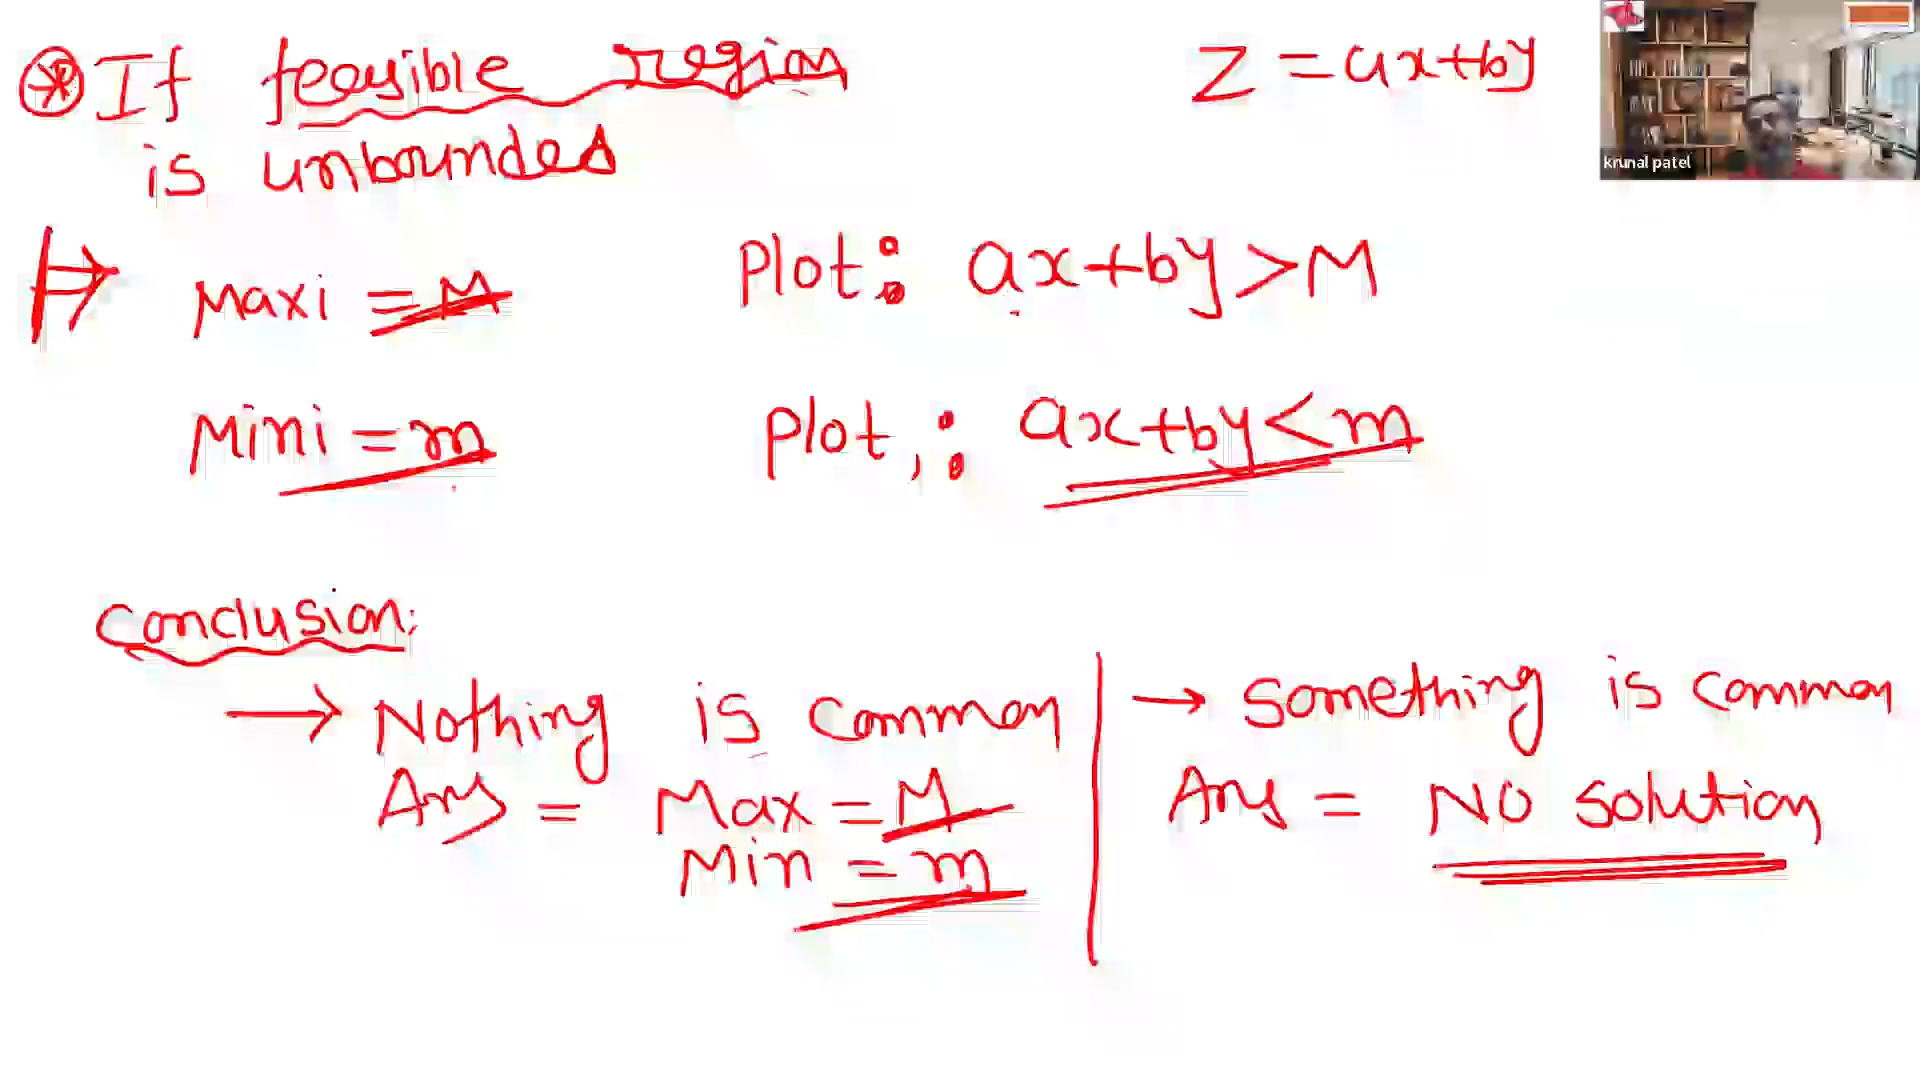 If feasible region
is unbounded
Z = ax+by
krunal patel
Maxi = M
Plot: ax+by>M
Mini = m
Plot,: ax+by<m
Conclusion:
→ Nothing is common
Ans = Max = M
Min = m
→ Something is common
Ans = NO solution